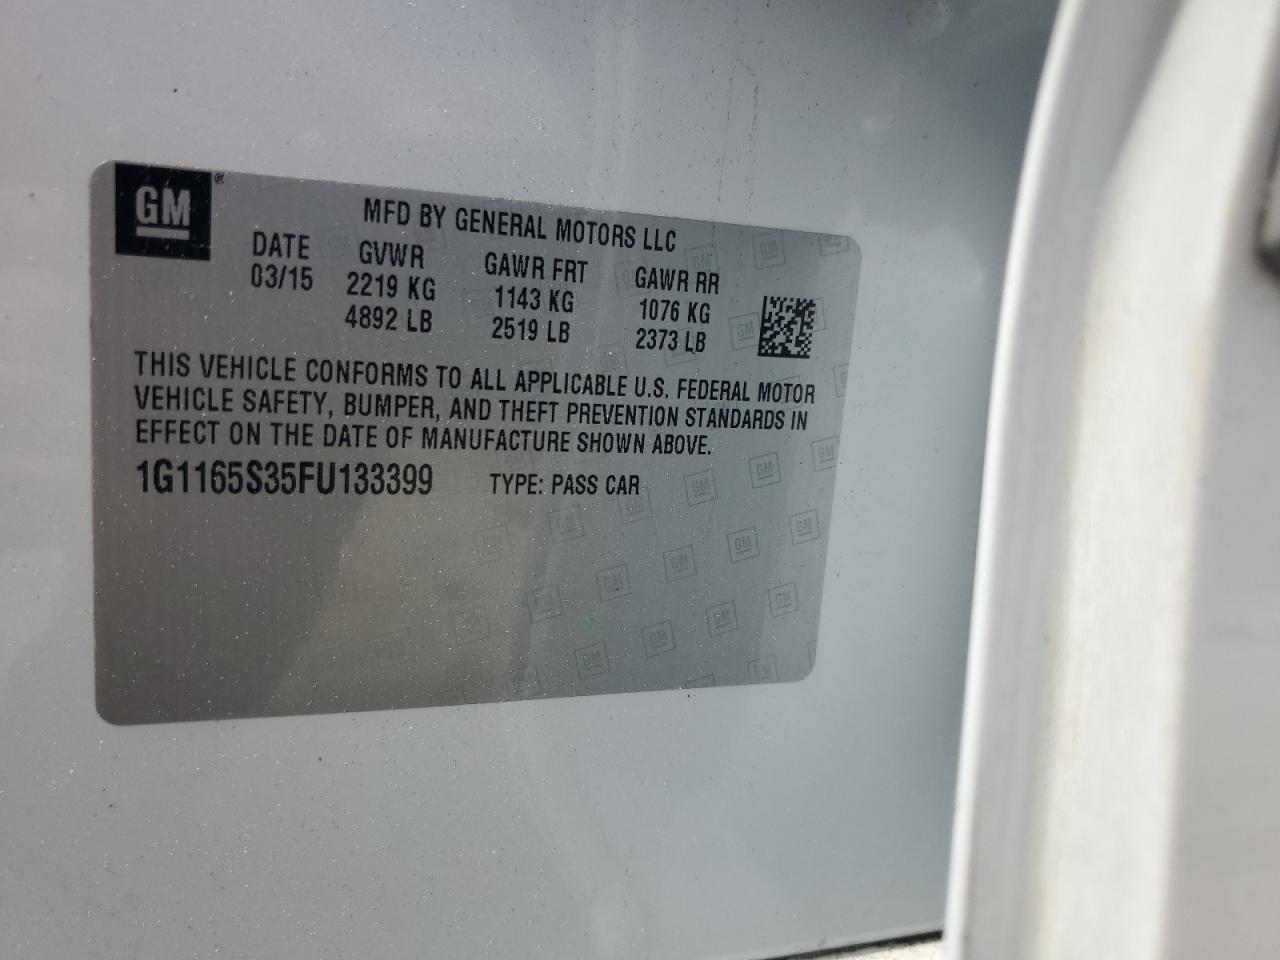 GM®
MFD BY GENERAL MOTORS LLC
DATE GVWR GAWR FRT GAWR RR
03/15 2219 KG 1143 KG 1076 KG
4892 LB 2519 LB 2373 LB
THIS VEHICLE CONFORMS TO ALL APPLICABLE U.S. FEDERAL MOTOR
VEHICLE SAFETY, BUMPER, AND THEFT PREVENTION STANDARDS IN
EFFECT ON THE DATE OF MANUFACTURE SHOWN ABOVE.
1G1165S35FU133399 TYPE: PASS CAR